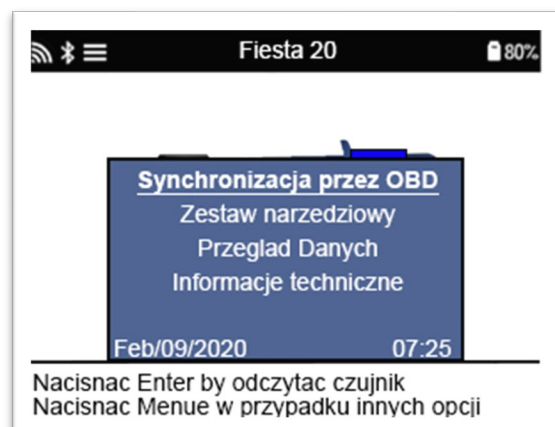 Fiesta 20 80%
Synchronizacja przez OBD
Zestaw narzedziowy
Przeglad Danych
Informacje techniczne
Feb/09/2020 07:25
Nacisnac Enter by odczytac czujnik
Nacisnac Menue w przypadku innych opcji